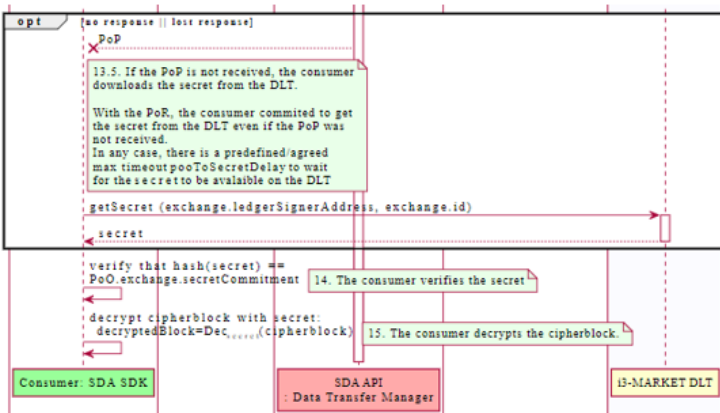 opt
[no response || lost response]
PoP
13.5. If the PoP is not received, the consumer
downloads the secret from the DLT.
With the PoR, the consumer commited to get
the secret from the DLT even if the PoP was
not received.
In any case, there is a predefined/agreed
max timeout pooToSecretDelay to wait
for the secret to be avalaible on the DLT
getSecret (exchange.ledgerSignerAddress, exchange.id)
secret
verify that hash(secret) ==
PoO.exchange.secretCommitment
14. The consumer verifies the secret
decrypt cipherblock with secret:
decryptedBlock=Dec_secret(cipherblock)
15. The consumer decrypts the cipherblock.
Consumer: SDA SDK
SDA API
: Data Transfer Manager
i3-MARKET DLT